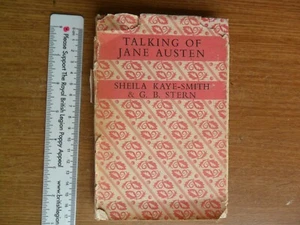 TALKING OF
JANE AUSTEN
SHEILA KAYE-SMITH
& G. B. STERN
Please Support The Royal British Legion Poppy Appeal